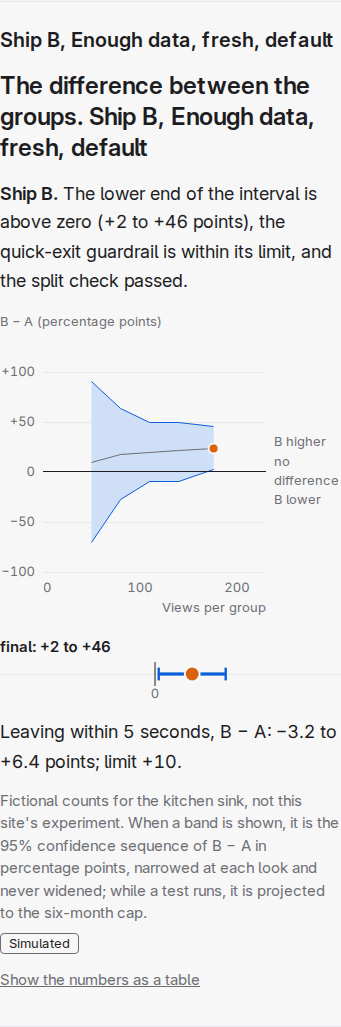 Ship B, Enough data, fresh, default
The difference between the
groups. Ship B, Enough data,
fresh, default
Ship B. The lower end of the interval is
above zero (+2 to +46 points), the
quick-exit guardrail is within its limit, and
the split check passed.
B − A (percentage points)
+100
+50
0
−50
−100
B higher
no
difference
B lower
0
100
200
Views per group
final: +2 to +46
0
Leaving within 5 seconds, B − A: −3.2 to
+6.4 points; limit +10.
Fictional counts for the kitchen sink, not this
site's experiment. When a band is shown, it is the
95% confidence sequence of B − A in
percentage points, narrowed at each look and
never widened; while a test runs, it is projected
to the six-month cap.
Simulated
Show the numbers as a table